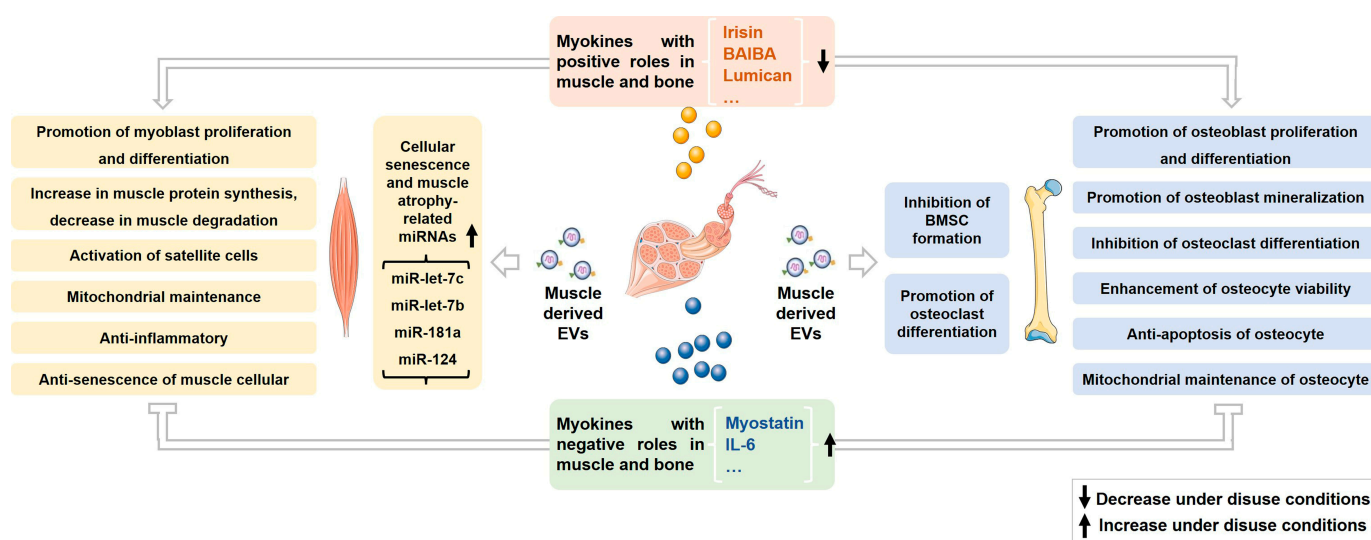 Myokines with
positive roles in
muscle and bone
Irisin
BAIBA
Lumican
...
Promotion of myoblast proliferation
and differentiation
Increase in muscle protein synthesis,
decrease in muscle degradation
Activation of satellite cells
Mitochondrial maintenance
Anti-inflammatory
Anti-senescence of muscle cellular
Cellular
senescence
and muscle
atrophy-
related
miRNAs
miR-let-7c
miR-let-7b
miR-181a
miR-124
Muscle
derived
EVs
Muscle
derived
EVs
Inhibition of
BMSC
formation
Promotion of
osteoclast
differentiation
Promotion of osteoblast proliferation
and differentiation
Promotion of osteoblast mineralization
Inhibition of osteoclast differentiation
Enhancement of osteocyte viability
Anti-apoptosis of osteocyte
Mitochondrial maintenance of osteocyte
Myokines with
negative roles in
muscle and bone
Myostatin
IL-6
...
Decrease under disuse conditions
Increase under disuse conditions